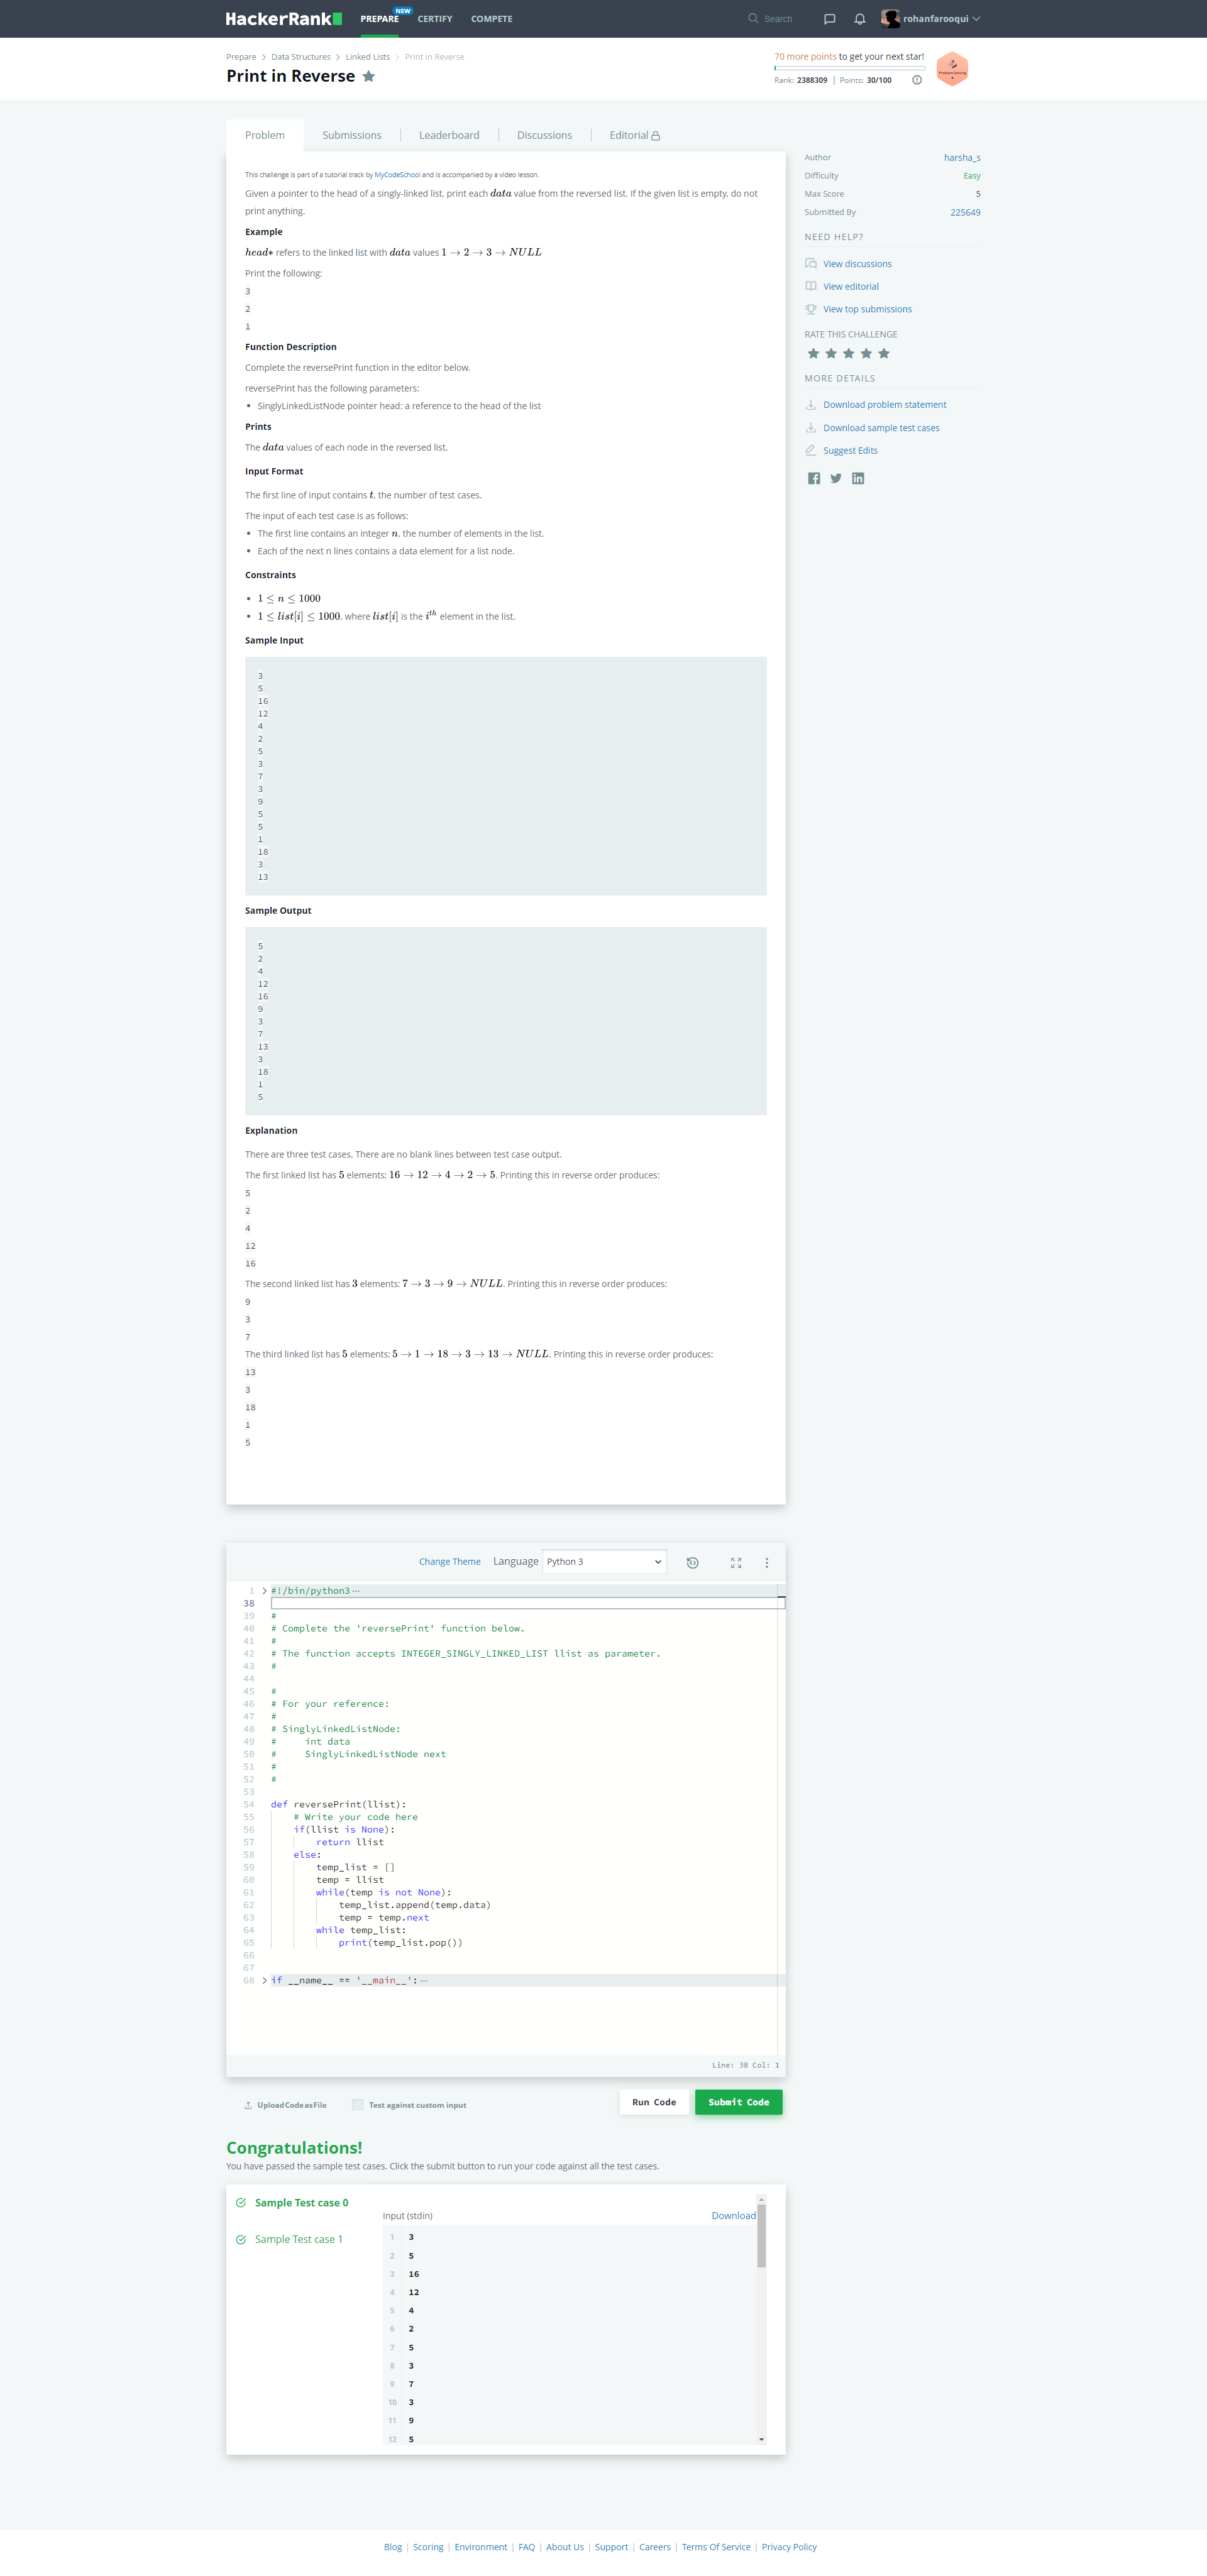 HackerRank
PREPARE NEW CERTIFY COMPETE Search rohanfarooqui
Prepare > Data Structures > Linked Lists > Print in Reverse
Print in Reverse
70 more points to get your next star!
Rank: 2388309 | Points: 30/100
Problem Solving
Problem Submissions Leaderboard Discussions Editorial
This challenge is part of a tutorial track by MyCodeSchool and is accompanied by a video lesson.
Given a pointer to the head of a singly-linked list, print each data value from the reversed list. If the given list is empty, do not
print anything.
Example
head* refers to the linked list with data values 1 → 2 → 3 → NULL
Print the following:
3
2
1
Function Description
Complete the reversePrint function in the editor below.
reversePrint has the following parameters:
• SinglyLinkedListNode pointer head: a reference to the head of the list
Prints
The data values of each node in the reversed list.
Input Format
The first line of input contains t, the number of test cases.
The input of each test case is as follows:
• The first line contains an integer n, the number of elements in the list.
• Each of the next n lines contains a data element for a list node.
Constraints
• 1 ≤ n ≤ 1000
• 1 ≤ list[i] ≤ 1000, where list[i] is the i^th element in the list.
Sample Input
3
5
16
12
4
2
5
3
7
3
9
5
5
1
18
3
13
Sample Output
5
2
4
12
16
9
3
7
13
3
18
1
5
Explanation
There are three test cases. There are no blank lines between test case output.
The first linked list has 5 elements: 16 → 12 → 4 → 2 → 5. Printing this in reverse order produces:
5
2
4
12
16
The second linked list has 3 elements: 7 → 3 → 9 → NULL. Printing this in reverse order produces:
9
3
7
The third linked list has 5 elements: 5 → 1 → 18 → 3 → 13 → NULL. Printing this in reverse order produces:
13
3
18
1
5
Author harsha_s
Difficulty Easy
Max Score 5
Submitted By 225649
NEED HELP?
View discussions
View editorial
View top submissions
RATE THIS CHALLENGE
MORE DETAILS
Download problem statement
Download sample test cases
Suggest Edits
Change Theme Language Python 3
1 > #!/bin/python3 ···
38
39 #
40 # Complete the 'reversePrint' function below.
41 #
42 # The function accepts INTEGER_SINGLY_LINKED_LIST llist as parameter.
43 #
44
45 #
46 # For your reference:
47 #
48 # SinglyLinkedListNode:
49 #     int data
50 #     SinglyLinkedListNode next
51 #
52 #
53
54 def reversePrint(llist):
55     # Write your code here
56     if(llist is None):
57         return llist
58     else:
59         temp_list = []
60         temp = llist
61         while(temp is not None):
62             temp_list.append(temp.data)
63             temp = temp.next
64         while temp_list:
65             print(temp_list.pop())
66
67
68 > if __name__ == '__main__': ···
Line: 38 Col: 1
Upload Code as File Test against custom input Run Code Submit Code
Congratulations!
You have passed the sample test cases. Click the submit button to run your code against all the test cases.
Sample Test case 0
Sample Test case 1
Input (stdin) Download
1 3
2 5
3 16
4 12
5 4
6 2
7 5
8 3
9 7
10 3
11 9
12 5
Blog | Scoring | Environment | FAQ | About Us | Support | Careers | Terms Of Service | Privacy Policy